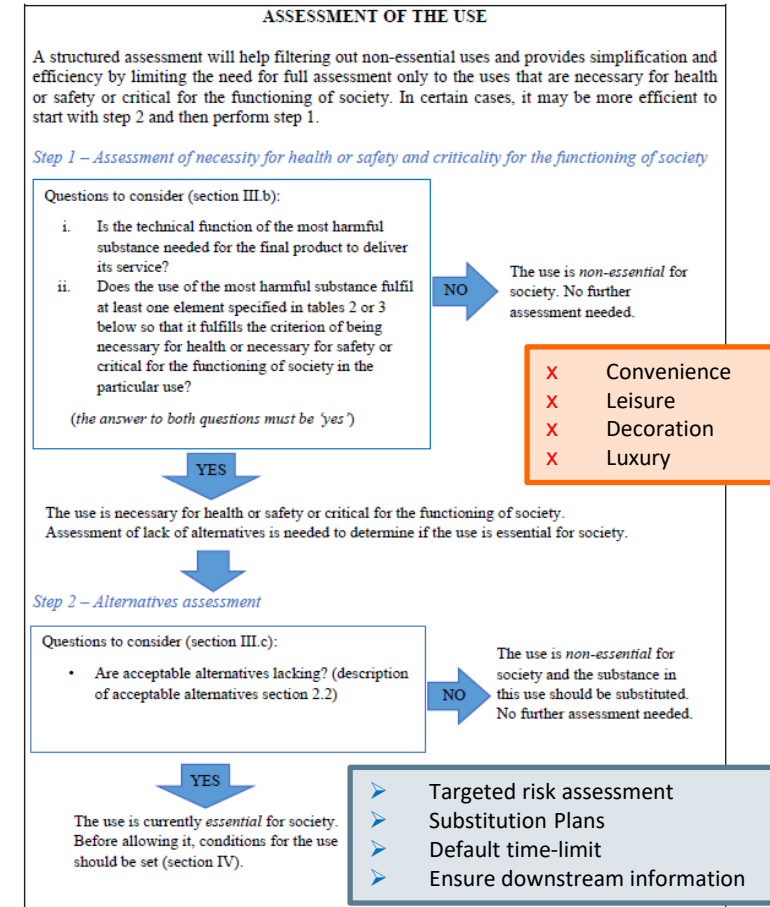 ASSESSMENT OF THE USE
A structured assessment will help filtering out non-essential uses and provides simplification and
efficiency by limiting the need for full assessment only to the uses that are necessary for health
or safety or critical for the functioning of society. In certain cases, it may be more efficient to
start with step 2 and then perform step 1.
Step 1 – Assessment of necessity for health or safety and criticality for the functioning of society
Questions to consider (section III.b):
i. Is the technical function of the most harmful
substance needed for the final product to deliver
its service?
ii. Does the use of the most harmful substance fulfil
at least one element specified in tables 2 or 3
below so that it fulfills the criterion of being
necessary for health or necessary for safety or
critical for the functioning of society in the
particular use?
(the answer to both questions must be 'yes')
NO
The use is non-essential for
society. No further
assessment needed.
x Convenience
x Leisure
x Decoration
x Luxury
YES
The use is necessary for health or safety or critical for the functioning of society.
Assessment of lack of alternatives is needed to determine if the use is essential for society.
Step 2 – Alternatives assessment
Questions to consider (section III.c):
• Are acceptable alternatives lacking? (description
of acceptable alternatives section 2.2)
NO
The use is non-essential for
society and the substance in
this use should be substituted.
No further assessment needed.
YES
The use is currently essential for society.
Before allowing it, conditions for the use
should be set (section IV).
➢ Targeted risk assessment
➢ Substitution Plans
➢ Default time-limit
➢ Ensure downstream information